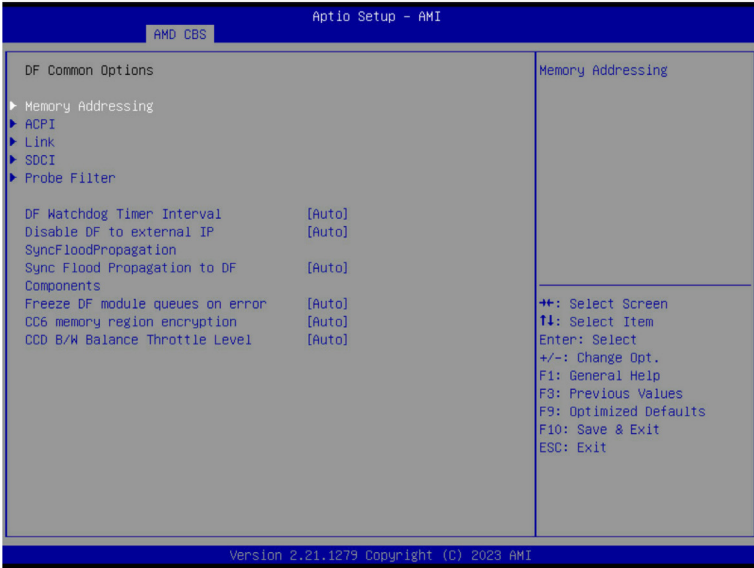 Aptio Setup – AMI
AMD CBS
DF Common Options
Memory Addressing
ACPI
Link
SDCI
Probe Filter
DF Watchdog Timer Interval [Auto]
Disable DF to external IP [Auto]
SyncFloodPropagation
Sync Flood Propagation to DF [Auto]
Components
Freeze DF module queues on error [Auto]
CC6 memory region encryption [Auto]
CCD B/W Balance Throttle Level [Auto]
Memory Addressing
→←: Select Screen
↑↓: Select Item
Enter: Select
+/-: Change Opt.
F1: General Help
F3: Previous Values
F9: Optimized Defaults
F10: Save & Exit
ESC: Exit
Version 2.21.1279 Copyright (C) 2023 AMI